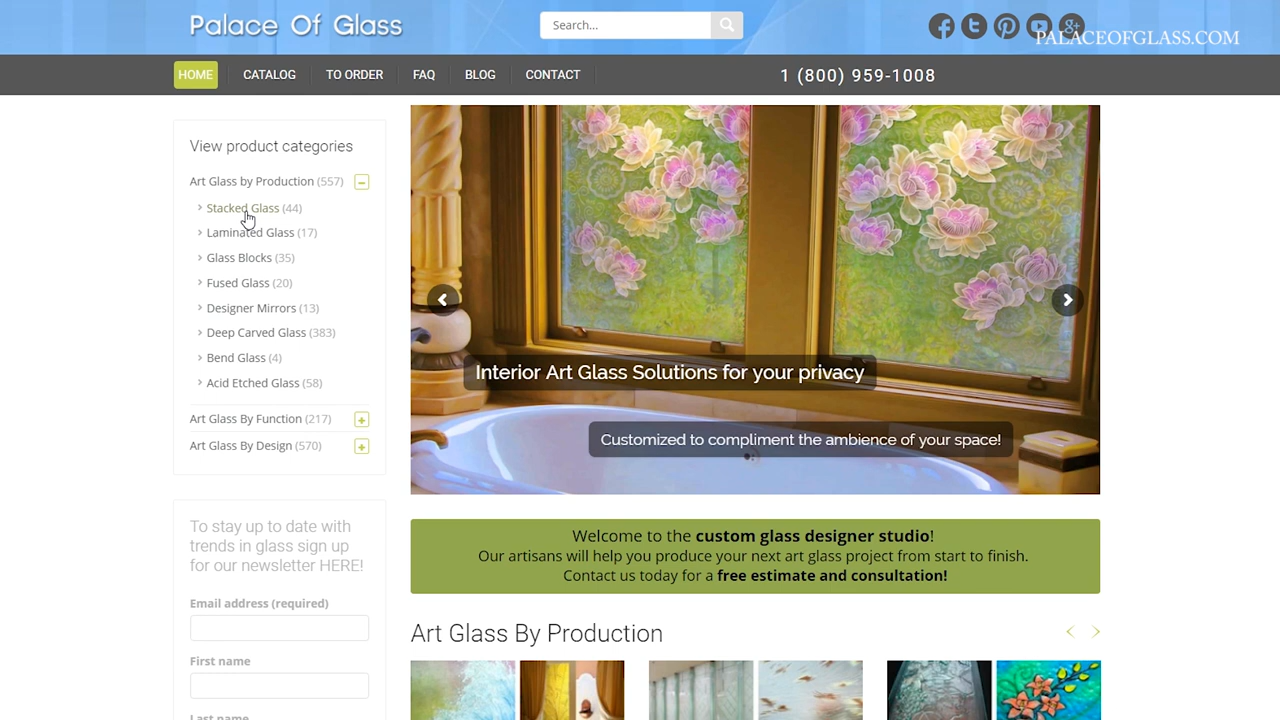 Palace Of Glass
Search...
PALACEOFGLASS.COM
HOME
CATALOG
TO ORDER
FAQ
BLOG
CONTACT
1 (800) 959-1008
View product categories
Art Glass by Production (557)
Stacked Glass (44)
Laminated Glass (17)
Glass Blocks (35)
Fused Glass (20)
Designer Mirrors (13)
Deep Carved Glass (383)
Bend Glass (4)
Acid Etched Glass (58)
Art Glass By Function (217)
Art Glass By Design (570)
To stay up to date with
trends in glass sign up
for our newsletter HERE!
Email address (required)
First name
Last name
Interior Art Glass Solutions for your privacy
Customized to compliment the ambience of your space!
Welcome to the custom glass designer studio!
Our artisans will help you produce your next art glass project from start to finish.
Contact us today for a free estimate and consultation!
Art Glass By Production